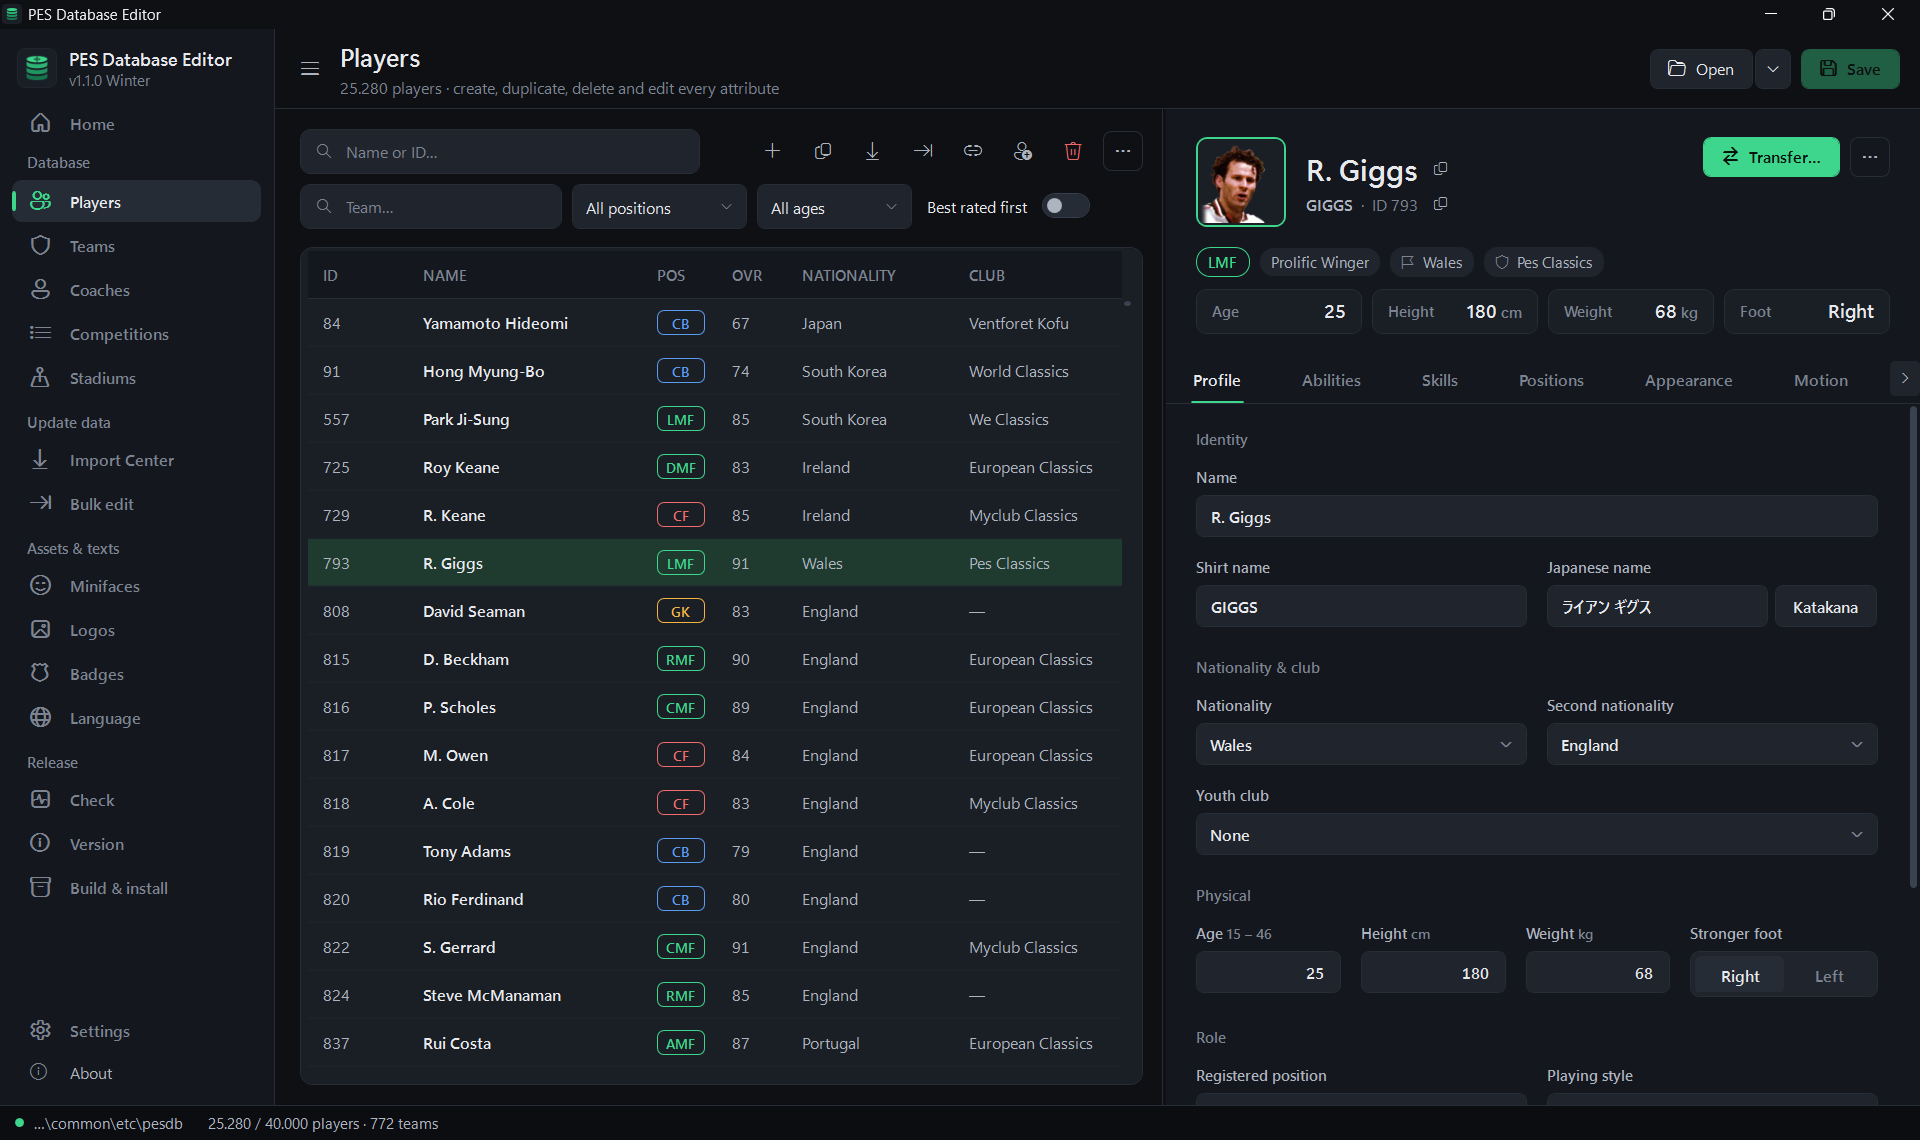 PES Database Editor
PES Database Editor
v1.1.0 Winter
Home
Database
Players
Teams
Coaches
Competitions
Stadiums
Update data
Import Center
Bulk edit
Assets & texts
Minifaces
Logos
Badges
Language
Release
Check
Version
Build & install
Settings
About
Players
25.280 players · create, duplicate, delete and edit every attribute
Open
Save
Name or ID...
Team...
All positions
All ages
Best rated first
ID NAME POS OVR NATIONALITY CLUB
84 Yamamoto Hideomi CB 67 Japan Ventforet Kofu
91 Hong Myung-Bo CB 74 South Korea World Classics
557 Park Ji-Sung LMF 85 South Korea We Classics
725 Roy Keane DMF 83 Ireland European Classics
729 R. Keane CF 85 Ireland Myclub Classics
793 R. Giggs LMF 91 Wales Pes Classics
808 David Seaman GK 83 England —
815 D. Beckham RMF 90 England European Classics
816 P. Scholes CMF 89 England European Classics
817 M. Owen CF 84 England European Classics
818 A. Cole CF 83 England Myclub Classics
819 Tony Adams CB 79 England —
820 Rio Ferdinand CB 80 England —
822 S. Gerrard CMF 91 England Myclub Classics
824 Steve McManaman RMF 85 England —
837 Rui Costa AMF 87 Portugal European Classics
R. Giggs
GIGGS · ID 793
Transfer...
LMF Prolific Winger Wales Pes Classics
Age 25 Height 180 cm Weight 68 kg Foot Right
Profile Abilities Skills Positions Appearance Motion
Identity
Name
R. Giggs
Shirt name Japanese name
GIGGS ライアン ギグス Katakana
Nationality & club
Nationality Second nationality
Wales England
Youth club
None
Physical
Age 15 – 46 Height cm Weight kg Stronger foot
25 180 68 Right Left
Role
Registered position Playing style
...\common\etc\pesdb 25.280 / 40.000 players · 772 teams